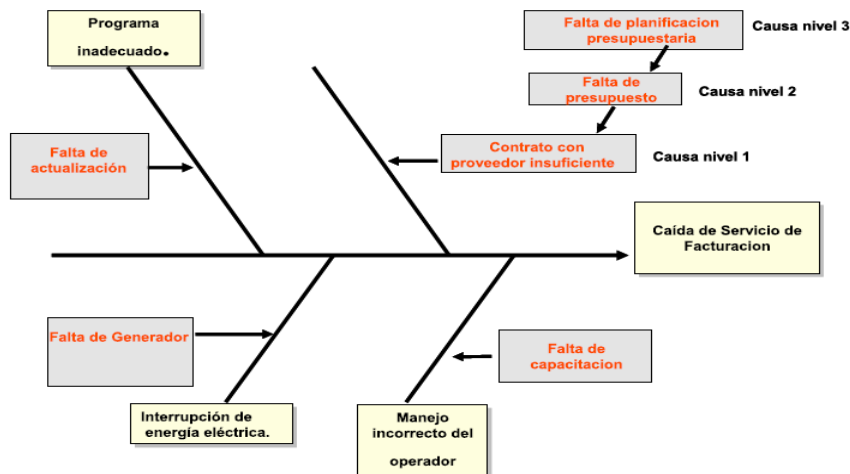 Programa
inadecuado.
Falta de planificacion
presupuestaria
Causa nivel 3
Falta de
presupuesto
Causa nivel 2
Falta de
actualización
Contrato con
proveedor insuficiente
Causa nivel 1
Caída de Servicio de
Facturacion
Falta de Generador
Falta de
capacitacion
Interrupción de
energía eléctrica.
Manejo
incorrecto del
operador